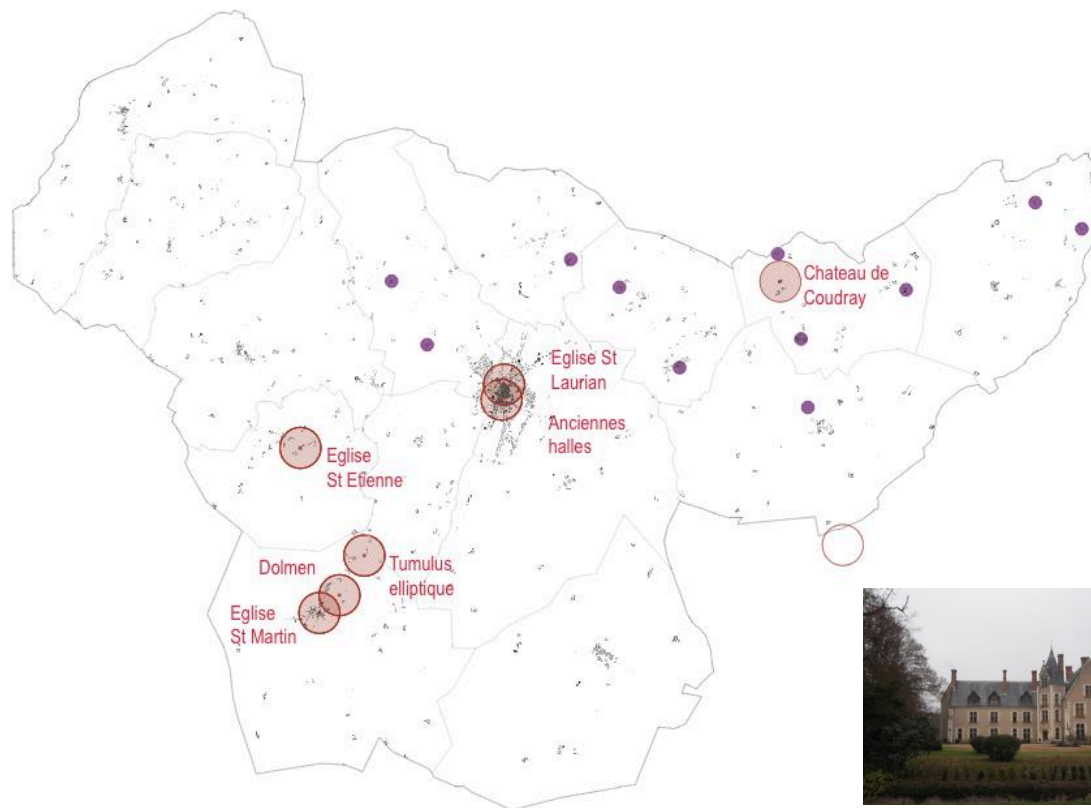 Chateau de
Coudray
Eglise St
Laurian
Anciennes
halles
Eglise
St Etienne
Dolmen
Tumulus
elliptique
Eglise
St Martin